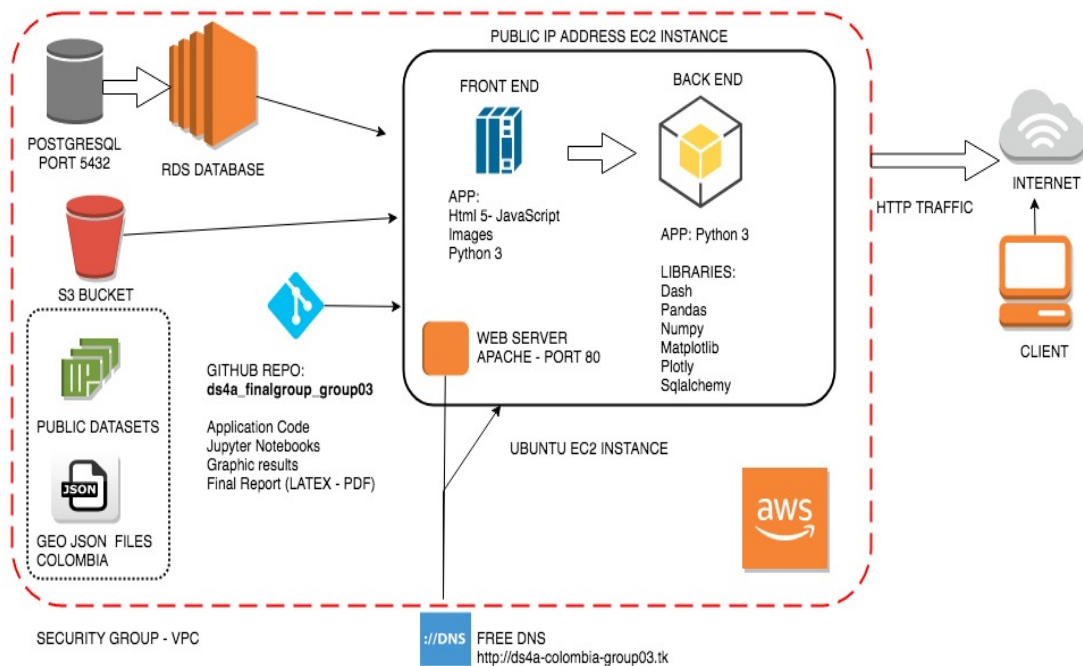 PUBLIC IP ADDRESS EC2 INSTANCE
POSTGRESQL
PORT 5432
RDS DATABASE
FRONT END
BACK END
APP:
Html 5- JavaScript
Images
Python 3
APP: Python 3
LIBRARIES:
Dash
Pandas
Numpy
Matplotlib
Plotly
Sqlalchemy
HTTP TRAFFIC
INTERNET
CLIENT
S3 BUCKET
PUBLIC DATASETS
JSON
GEO JSON FILES
COLOMBIA
GITHUB REPO:
ds4a_finalgroup_group03
Application Code
Jupyter Notebooks
Graphic results
Final Report (LATEX - PDF)
WEB SERVER
APACHE - PORT 80
UBUNTU EC2 INSTANCE
aws
SECURITY GROUP - VPC
://DNS
FREE DNS
http://ds4a-colombia-group03.tk